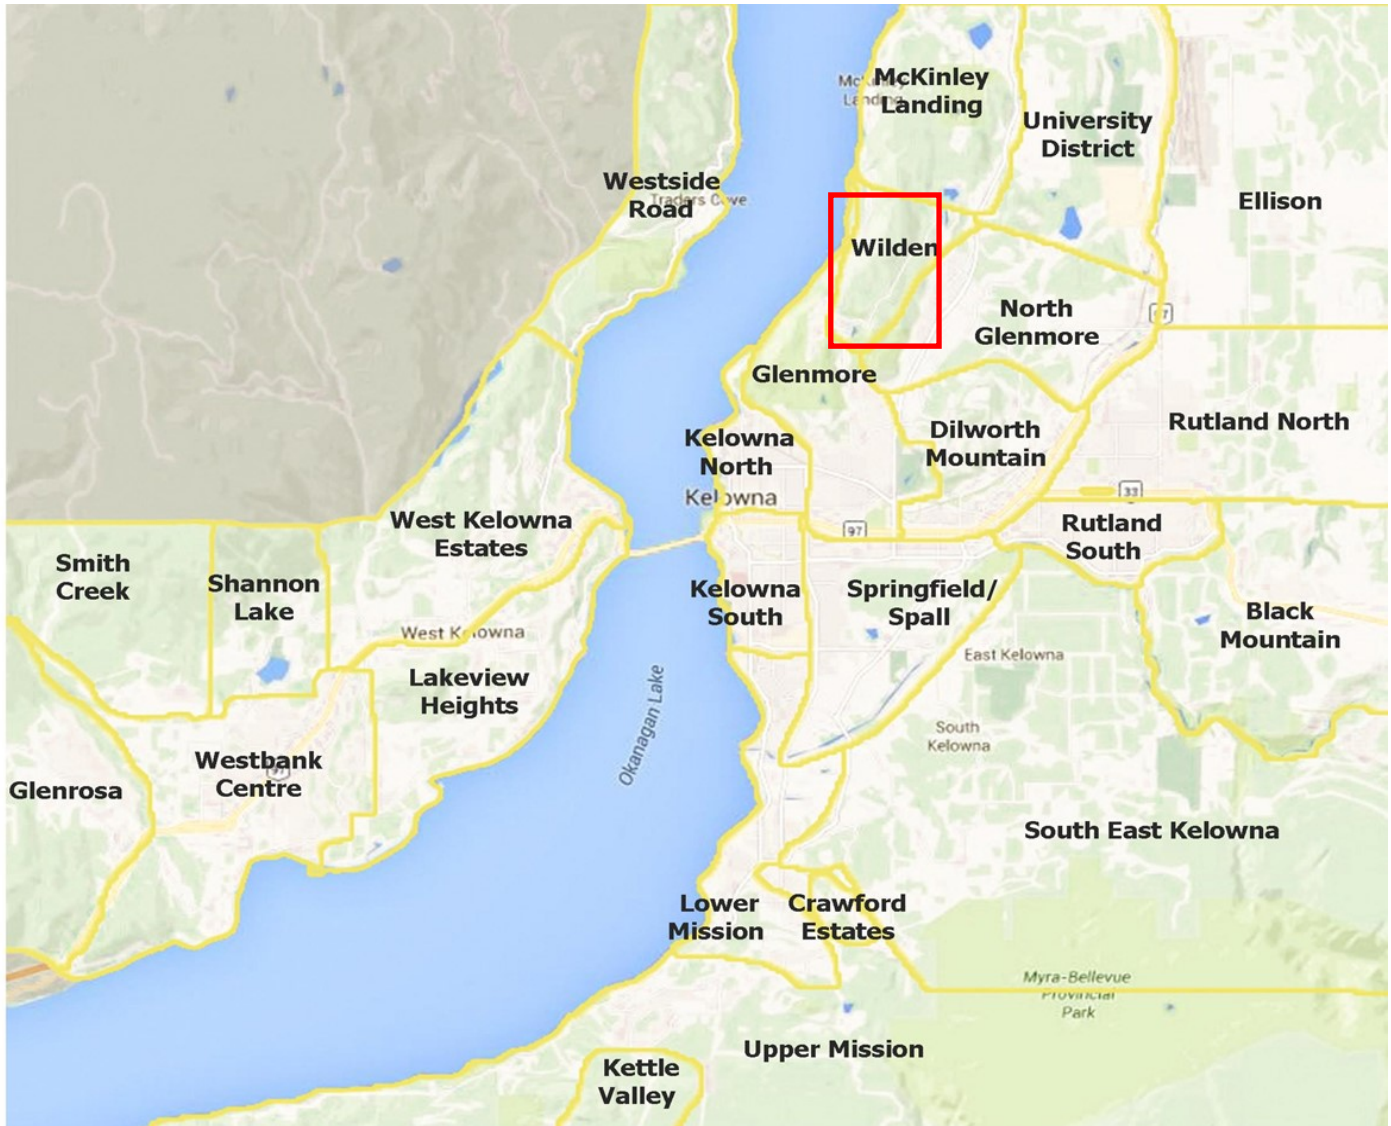 McKinley
Landing
McKinley
Landing
University
District
Westside
Road
Traders Cove
Ellison
Wilden
North
Glenmore
97
Glenmore
Rutland North
Kelowna
North
Dilworth
Mountain
Kelowna
33
West Kelowna
Estates
97
Rutland
South
Smith
Creek
Shannon
Lake
Kelowna
South
Springfield/
Spall
Black
Mountain
West Kelowna
East Kelowna
Lakeview
Heights
Okanagan Lake
South
Kelowna
Westbank
Centre
97
Glenrosa
South East Kelowna
Lower
Mission
Crawford
Estates
Myra-Bellevue
Provincial
Park
Upper Mission
Kettle
Valley